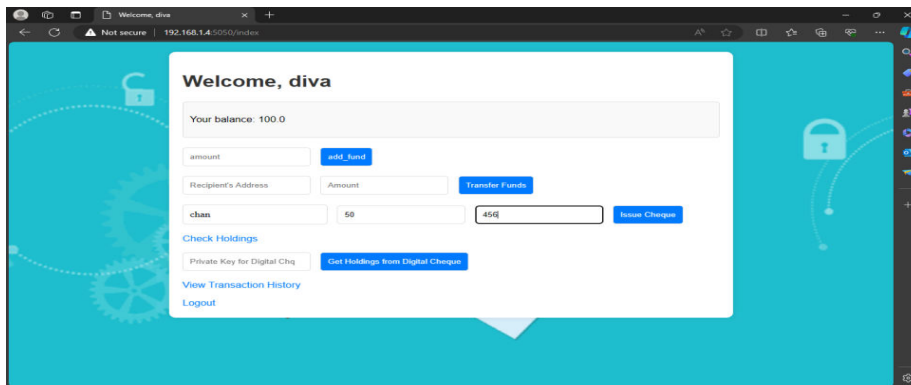 Welcome, diva
Not secure 192.168.1.4:5050/index
Welcome, diva
Your balance: 100.0
amount add_fund
Recipient's Address Amount Transfer Funds
chan 50 456 Issue Cheque
Check Holdings
Private Key for Digital Chq Get Holdings from Digital Cheque
View Transaction History
Logout